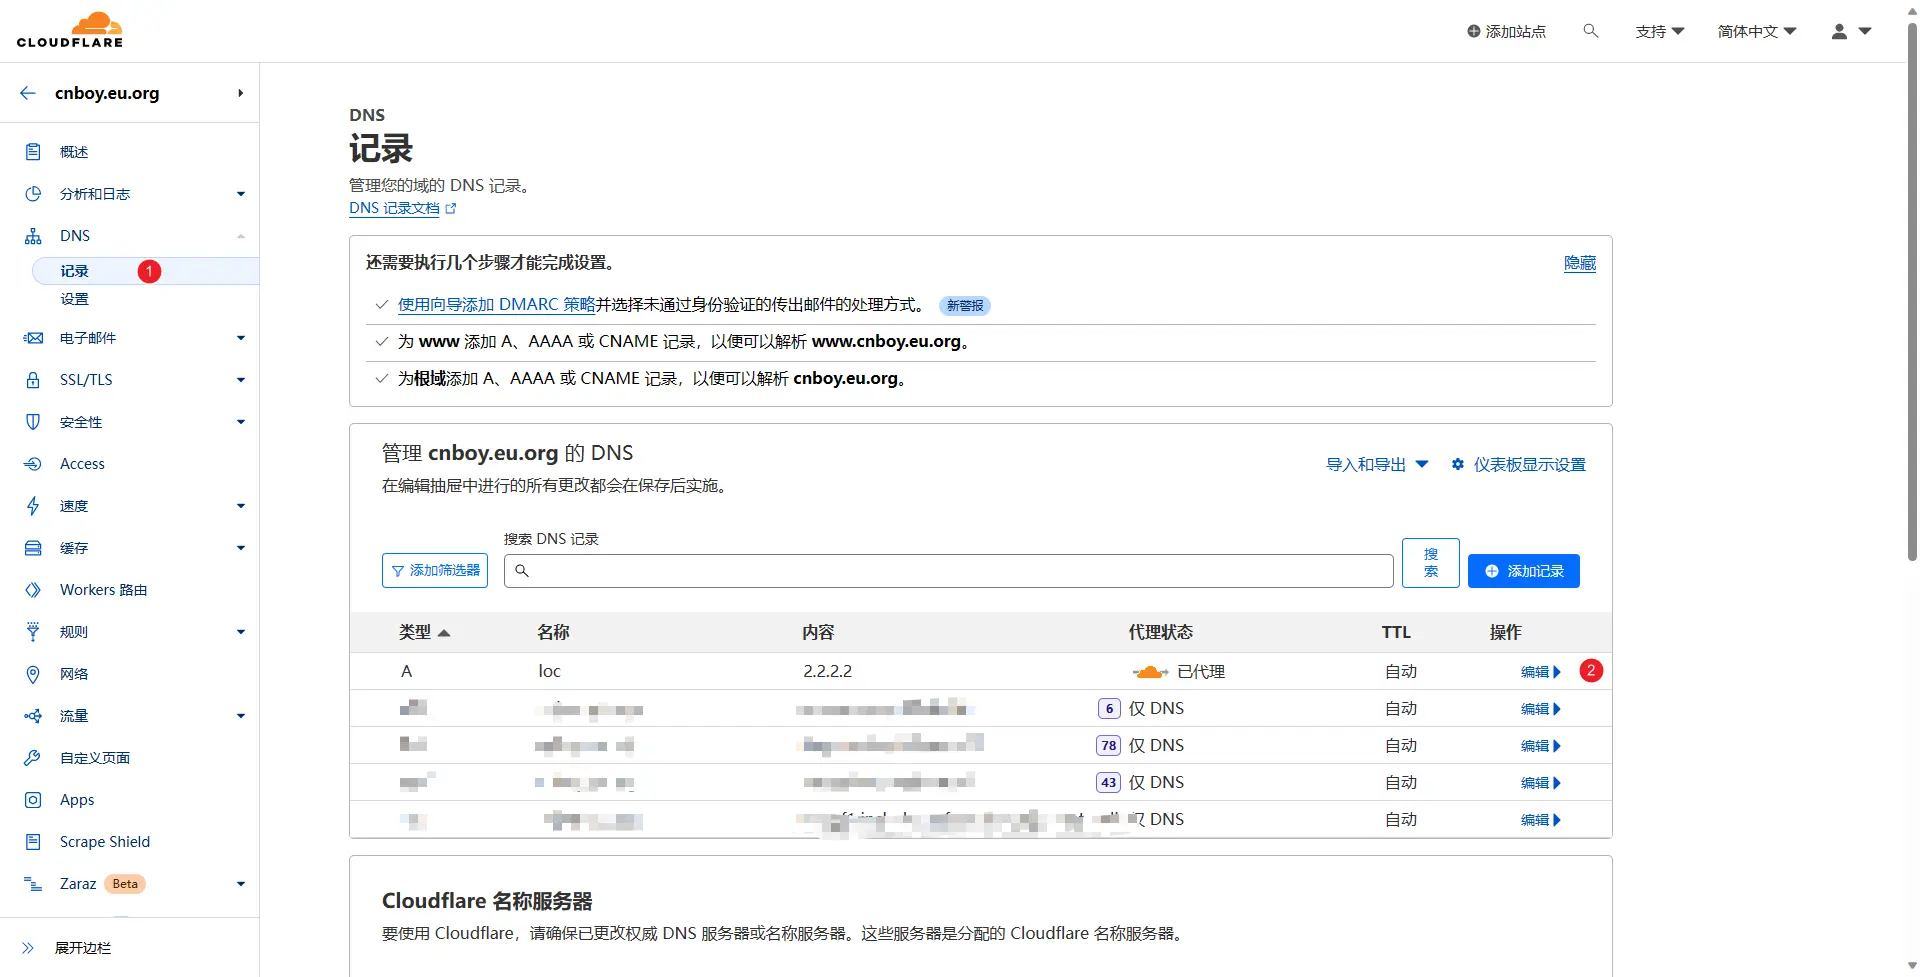 CLOUDFLARE
添加站点
支持
简体中文
cnboy.eu.org
概述
分析和日志
DNS
记录 1
设置
电子邮件
SSL/TLS
安全性
Access
速度
缓存
Workers 路由
规则
网络
流量
自定义页面
Apps
Scrape Shield
Zaraz Beta
展开边栏
DNS
记录
管理您的域的 DNS 记录。
DNS 记录文档
还需要执行几个步骤才能完成设置。 隐藏
使用向导添加 DMARC 策略并选择未通过身份验证的传出邮件的处理方式。 新警报
为 www 添加 A、AAAA 或 CNAME 记录，以便可以解析 www.cnboy.eu.org。
为根域添加 A、AAAA 或 CNAME 记录，以便可以解析 cnboy.eu.org。
管理 cnboy.eu.org 的 DNS
导入和导出 仪表板显示设置
在编辑抽屉中进行的所有更改都会在保存后实施。
搜索 DNS 记录
添加筛选器
搜
索
添加记录
类型 名称 内容 代理状态 TTL 操作
A loc 2.2.2.2 已代理 自动 编辑 2
6 仅 DNS 自动 编辑
78 仅 DNS 自动 编辑
43 仅 DNS 自动 编辑
DNS 自动 编辑
Cloudflare 名称服务器
要使用 Cloudflare，请确保已更改权威 DNS 服务器或名称服务器。这些服务器是分配的 Cloudflare 名称服务器。